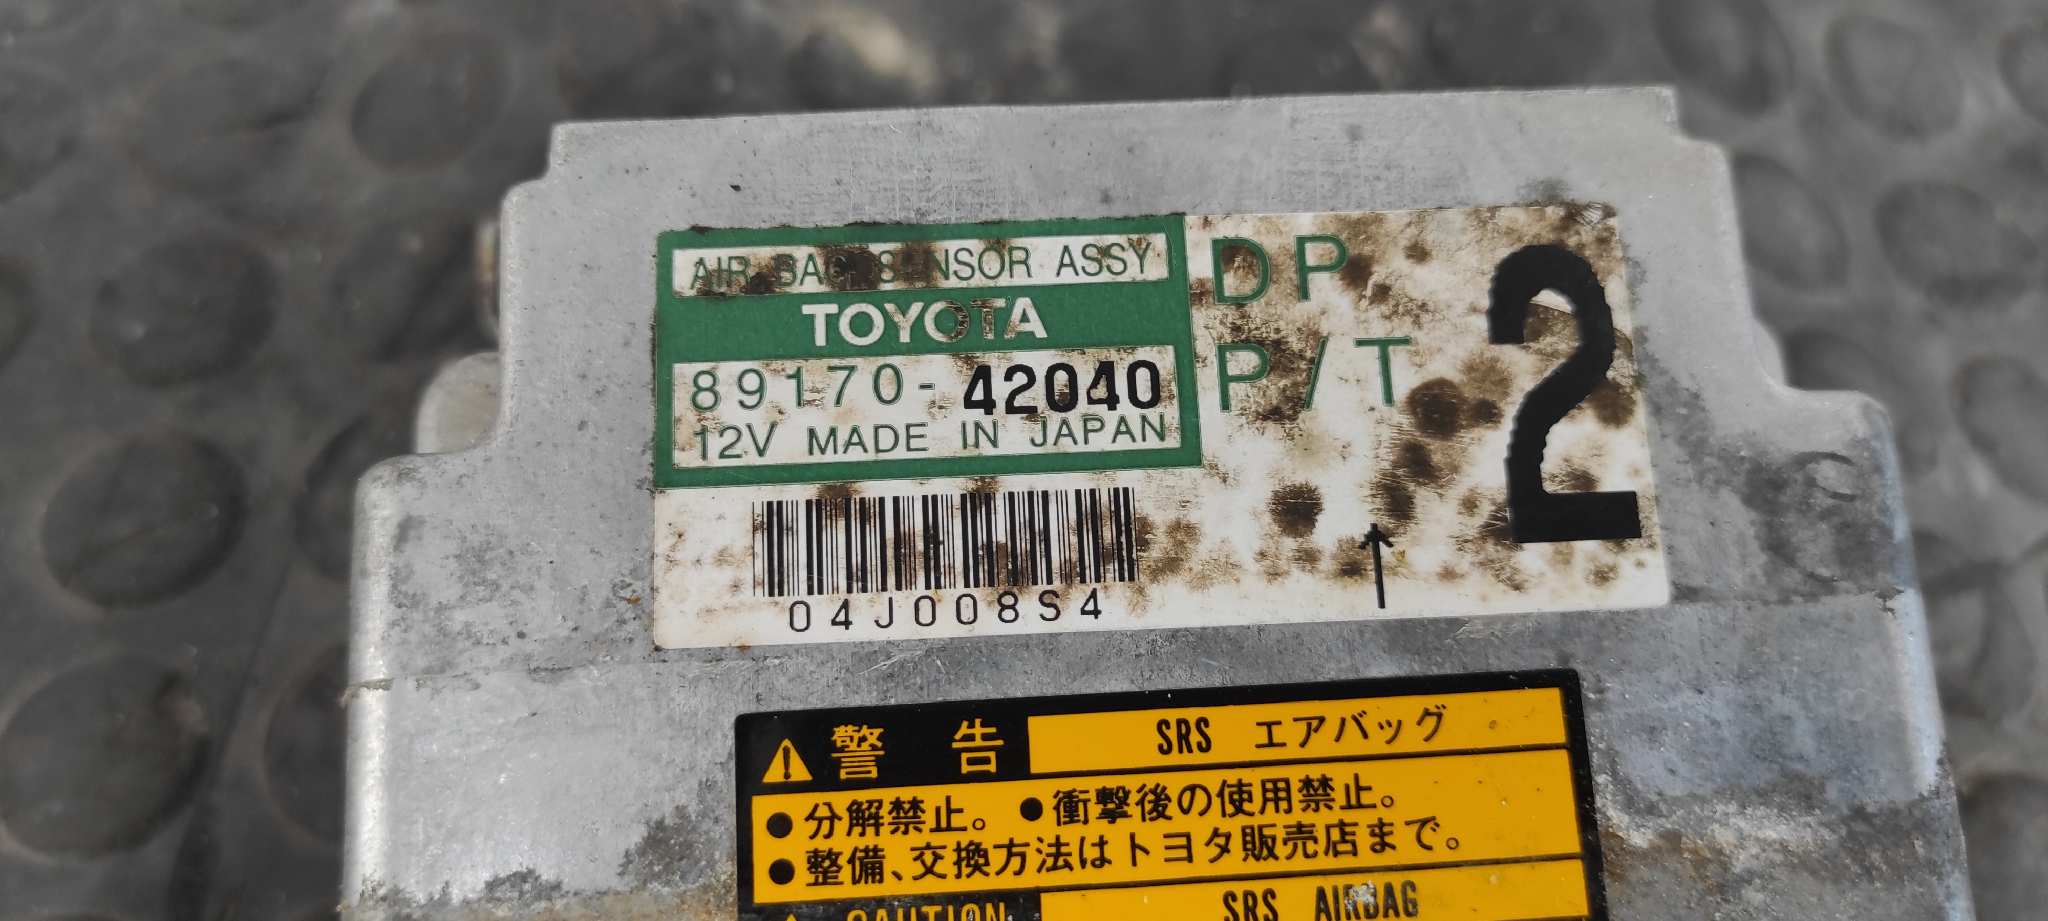 AIR BAG SENSOR ASSY
TOYOTA
89170-42040
12V MADE IN JAPAN
DP
P/T
2
04J008S4
警告 SRS エアバッグ
●分解禁止。 ●衝撃後の使用禁止。
●整備、交換方法はトヨタ販売店まで。
CAUTION SRS AIRBAG